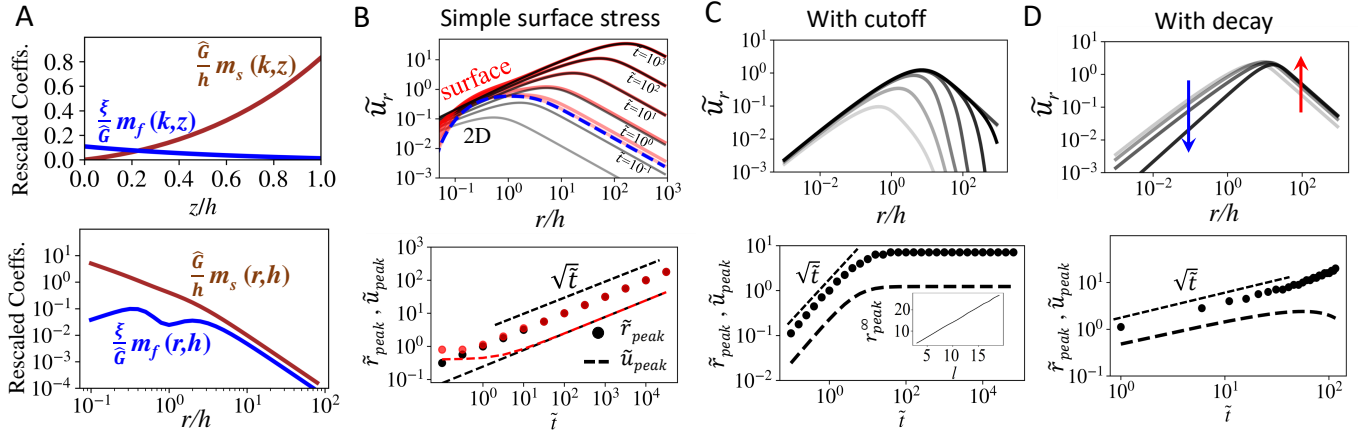 A
Rescaled Coeffs.
1.0
0.8
0.6
0.4
0.2
0.0
Ĝ/h m_s (k,z)
ξ/Ĝ m_f (k,z)
0.0 0.2 0.4 0.6 0.8 1.0
z/h
Rescaled Coeffs.
10^1
10^0
10^-1
10^-2
10^-3
10^-4
Ĝ/h m_s (r,h)
ξ/Ĝ m_f (r,h)
10^-1 10^0 10^1 10^2
r/h
B
Simple surface stress
ũ_r
10^1
10^0
10^-1
10^-2
10^-3
surface
2D
t̃=10^3
t̃=10^2
t̃=10^1
t̃=10^0
t̃=10^-1
10^-1 10^0 10^1 10^2 10^3
r/h
r̃_peak , ũ_peak
10^3
10^2
10^1
10^0
10^-1
√t̃
r̃_peak
ũ_peak
10^0 10^1 10^2 10^3 10^4
t̃
C
With cutoff
ũ_r
10^1
10^0
10^-1
10^-2
10^-3
10^-2 10^0 10^2
r/h
r̃_peak , ũ_peak
10^1
10^0
10^-1
10^-2
√t̃
r^∞_peak
20
10
5 10 15
l
10^0 10^1 10^2 10^3 10^4
t̃
D
With decay
ũ_r
10^1
10^0
10^-1
10^-2
10^-3
10^-2 10^0 10^2
r/h
r̃_peak , ũ_peak
10^2
10^1
10^0
10^-1
√t̃
10^0 10^1 10^2
t̃